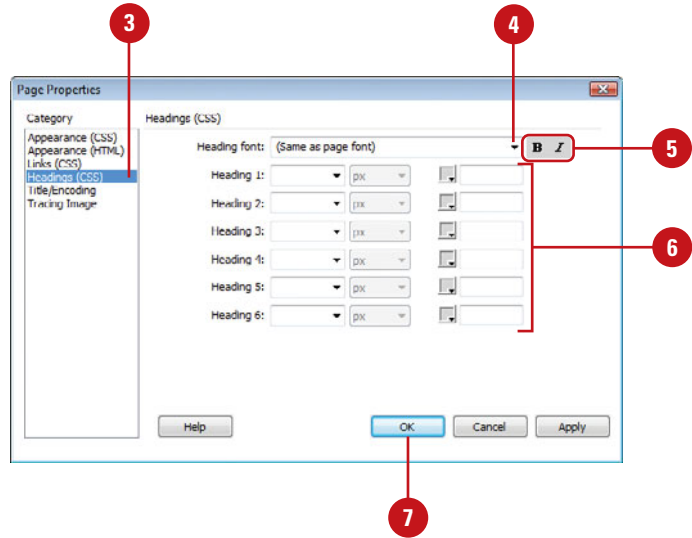 3
4
Page Properties
Category
Headings (CSS)
Appearance (CSS)
Appearance (HTML)
Links (CSS)
Headings (CSS)
Title/Encoding
Tracing Image
Heading font: (Same as page font) B I
5
Heading 1: px
Heading 2: px
Heading 3: px
Heading 4: px
Heading 5: px
Heading 6: px
6
Help OK Cancel Apply
7